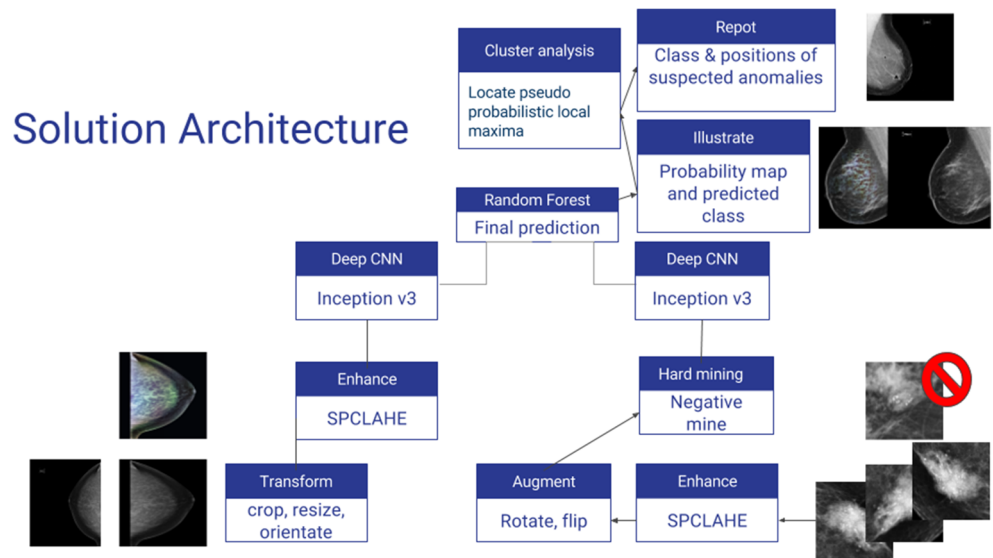 Solution Architecture
Cluster analysis
Locate pseudo
probabilistic local
maxima
Repot
Class & positions of
suspected anomalies
Illustrate
Probability map
and predicted
class
Random Forest
Final prediction
Deep CNN
Inception v3
Deep CNN
Inception v3
Enhance
SPCLAHE
Hard mining
Negative
mine
Transform
crop, resize,
orientate
Augment
Rotate, flip
Enhance
SPCLAHE